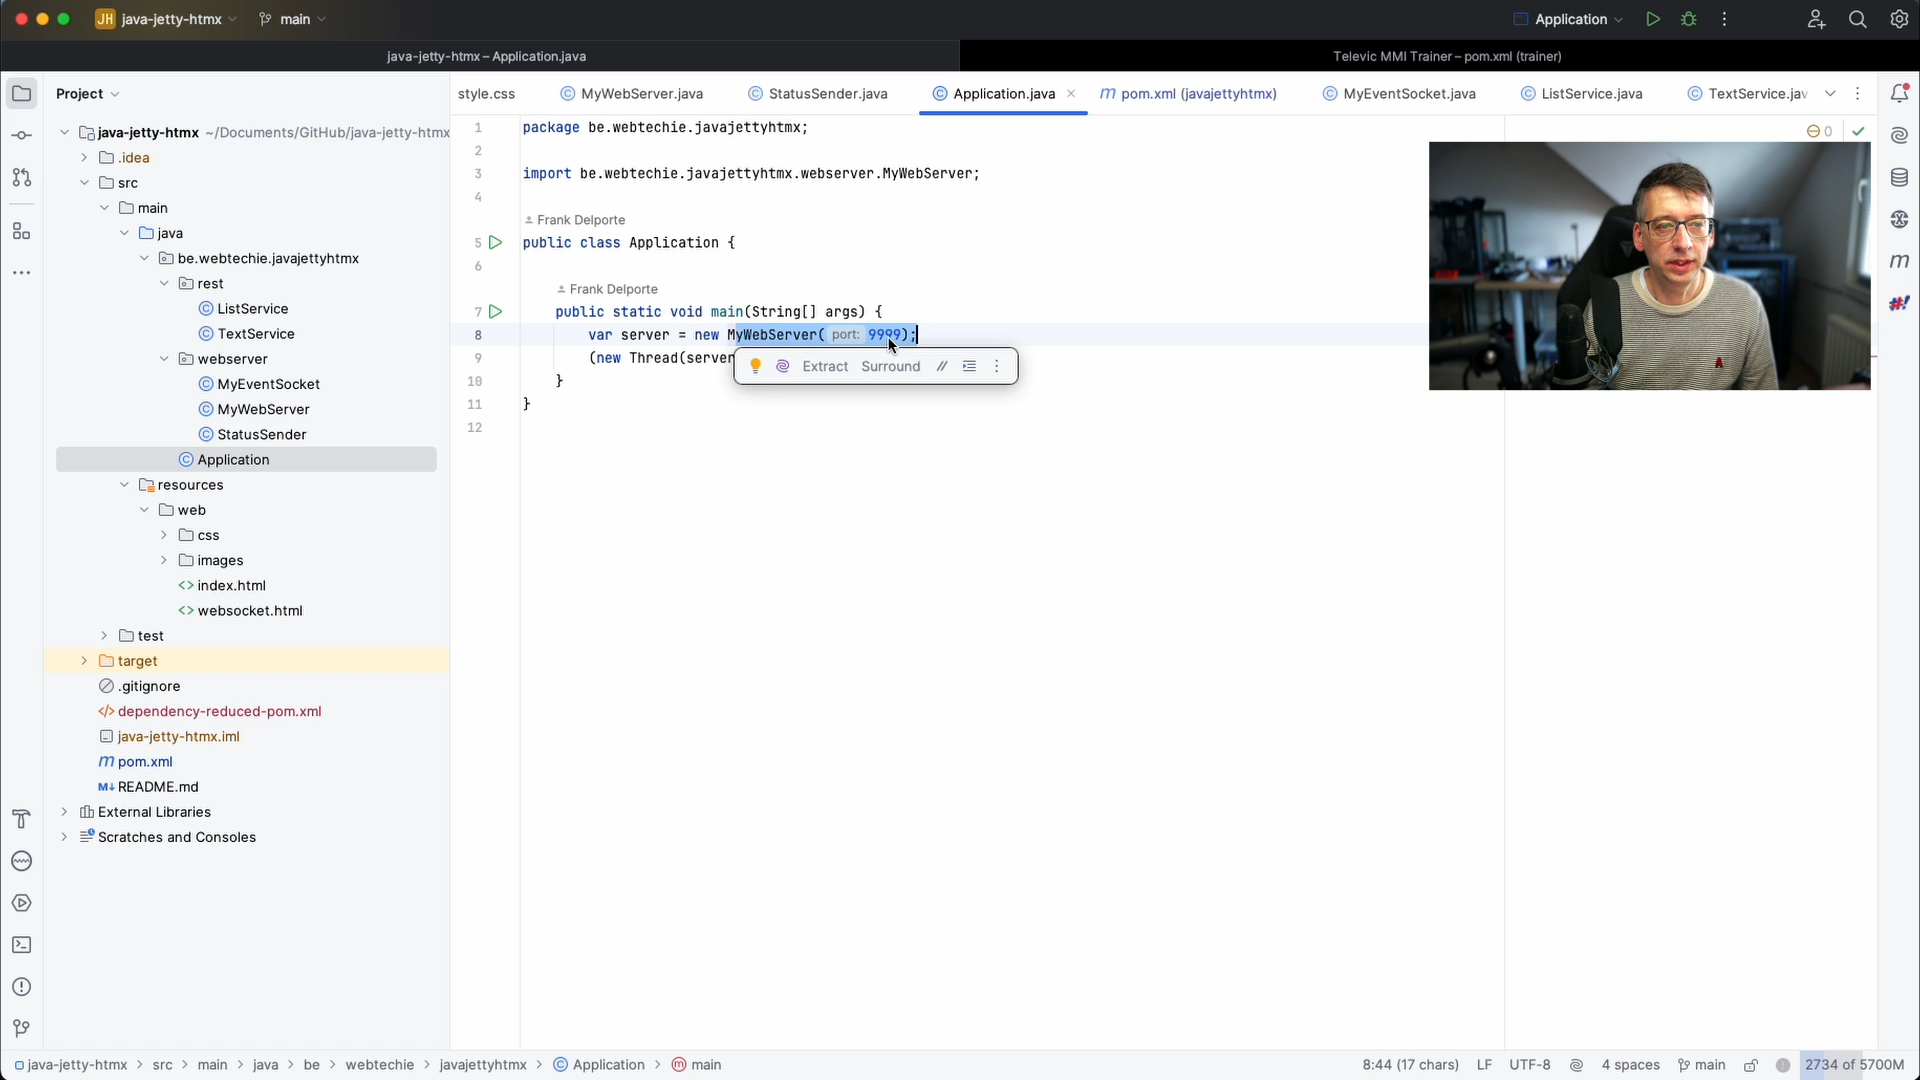 JH java-jetty-htmx main Application
java-jetty-htmx – Application.java
Televic MMI Trainer – pom.xml (trainer)
Project
java-jetty-htmx ~/Documents/GitHub/java-jetty-htmx
.idea
src
main
java
be.webtechie.javajettyhtmx
rest
ListService
TextService
webserver
MyEventSocket
MyWebServer
StatusSender
Application
resources
web
css
images
index.html
websocket.html
test
target
.gitignore
dependency-reduced-pom.xml
java-jetty-htmx.iml
m pom.xml
M↓ README.md
External Libraries
Scratches and Consoles
style.css MyWebServer.java StatusSender.java Application.java m pom.xml (javajettyhtmx) MyEventSocket.java ListService.java TextService.jav
0
1 package be.webtechie.javajettyhtmx;
2
3 import be.webtechie.javajettyhtmx.webserver.MyWebServer;
4
Frank Delporte
5 public class Application {
6
Frank Delporte
7 public static void main(String[] args) {
8 var server = new MyWebServer( port: 9999);
9 (new Thread(server
Extract Surround //
10 }
11 }
12
java-jetty-htmx > src > main > java > be > webtechie > javajettyhtmx > Application > m main
8:44 (17 chars) LF UTF-8 4 spaces main 2734 of 5700M